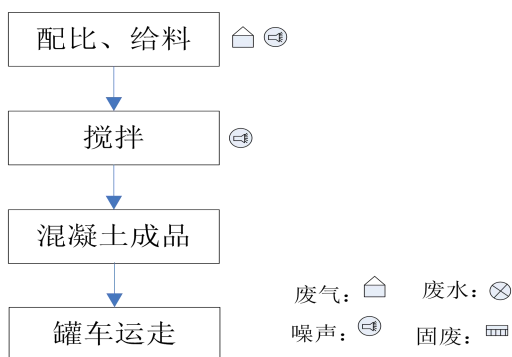 配比、给料
搅拌
混凝土成品
罐车运走
废气： 废水：
噪声： 固废：